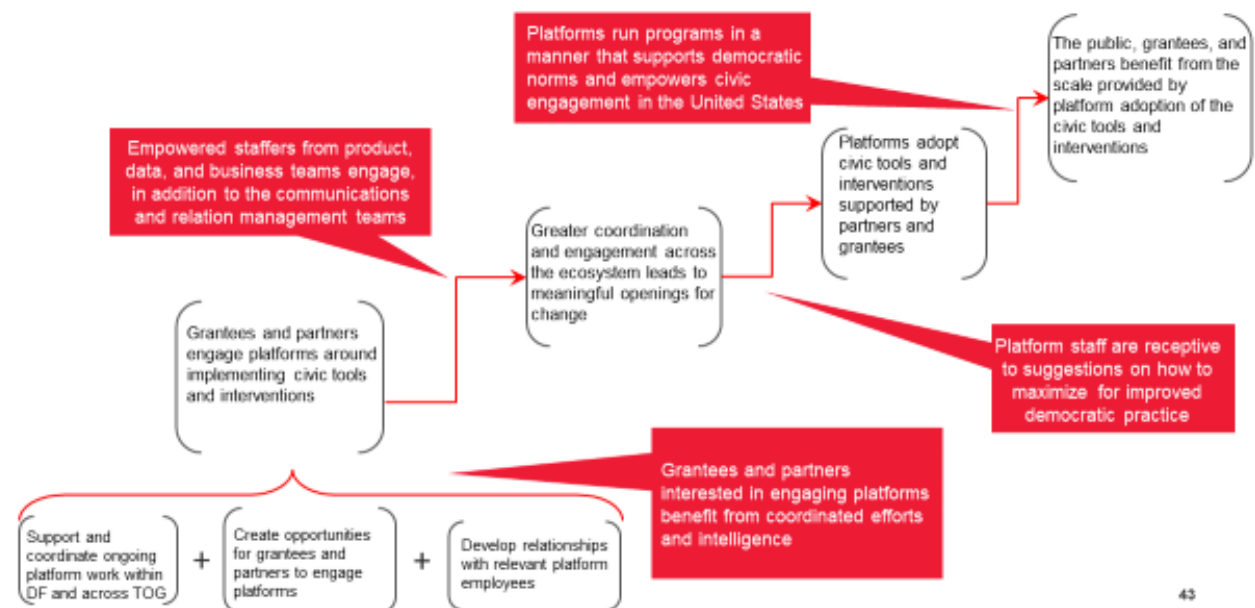 Platforms run programs in a
manner that supports democratic
norms and empowers civic
engagement in the United States
The public, grantees, and
partners benefit from the
scale provided by
platform adoption of the
civic tools and
interventions
Empowered staffers from product,
data, and business teams engage,
in addition to the communications
and relation management teams
Platforms adopt
civic tools and
interventions
supported by
partners and
grantees
Greater coordination
and engagement across
the ecosystem leads to
meaningful openings for
change
Grantees and partners
engage platforms around
implementing civic tools
and interventions
Platform staff are receptive
to suggestions on how to
maximize for improved
democratic practice
Grantees and partners
interested in engaging platforms
benefit from coordinated efforts
and intelligence
Support and
coordinate ongoing
platform work within
DF and across TOG
+
Create opportunities
for grantees and
partners to engage
platforms
+
Develop relationships
with relevant platform
employees
43